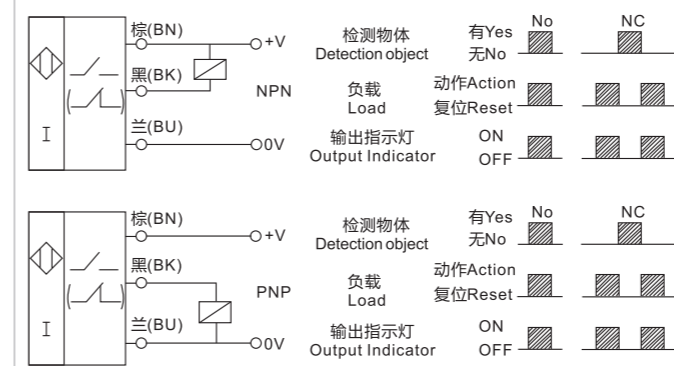 棕(BN)
+V
黑(BK)
NPN
兰(BU)
0V
I
检测物体
Detection object
有Yes
无No
No
NC
负载
Load
动作Action
复位Reset
输出指示灯
Output Indicator
ON
OFF
棕(BN)
+V
黑(BK)
PNP
兰(BU)
0V
I
检测物体
Detection object
有Yes
无No
No
NC
负载
Load
动作Action
复位Reset
输出指示灯
Output Indicator
ON
OFF